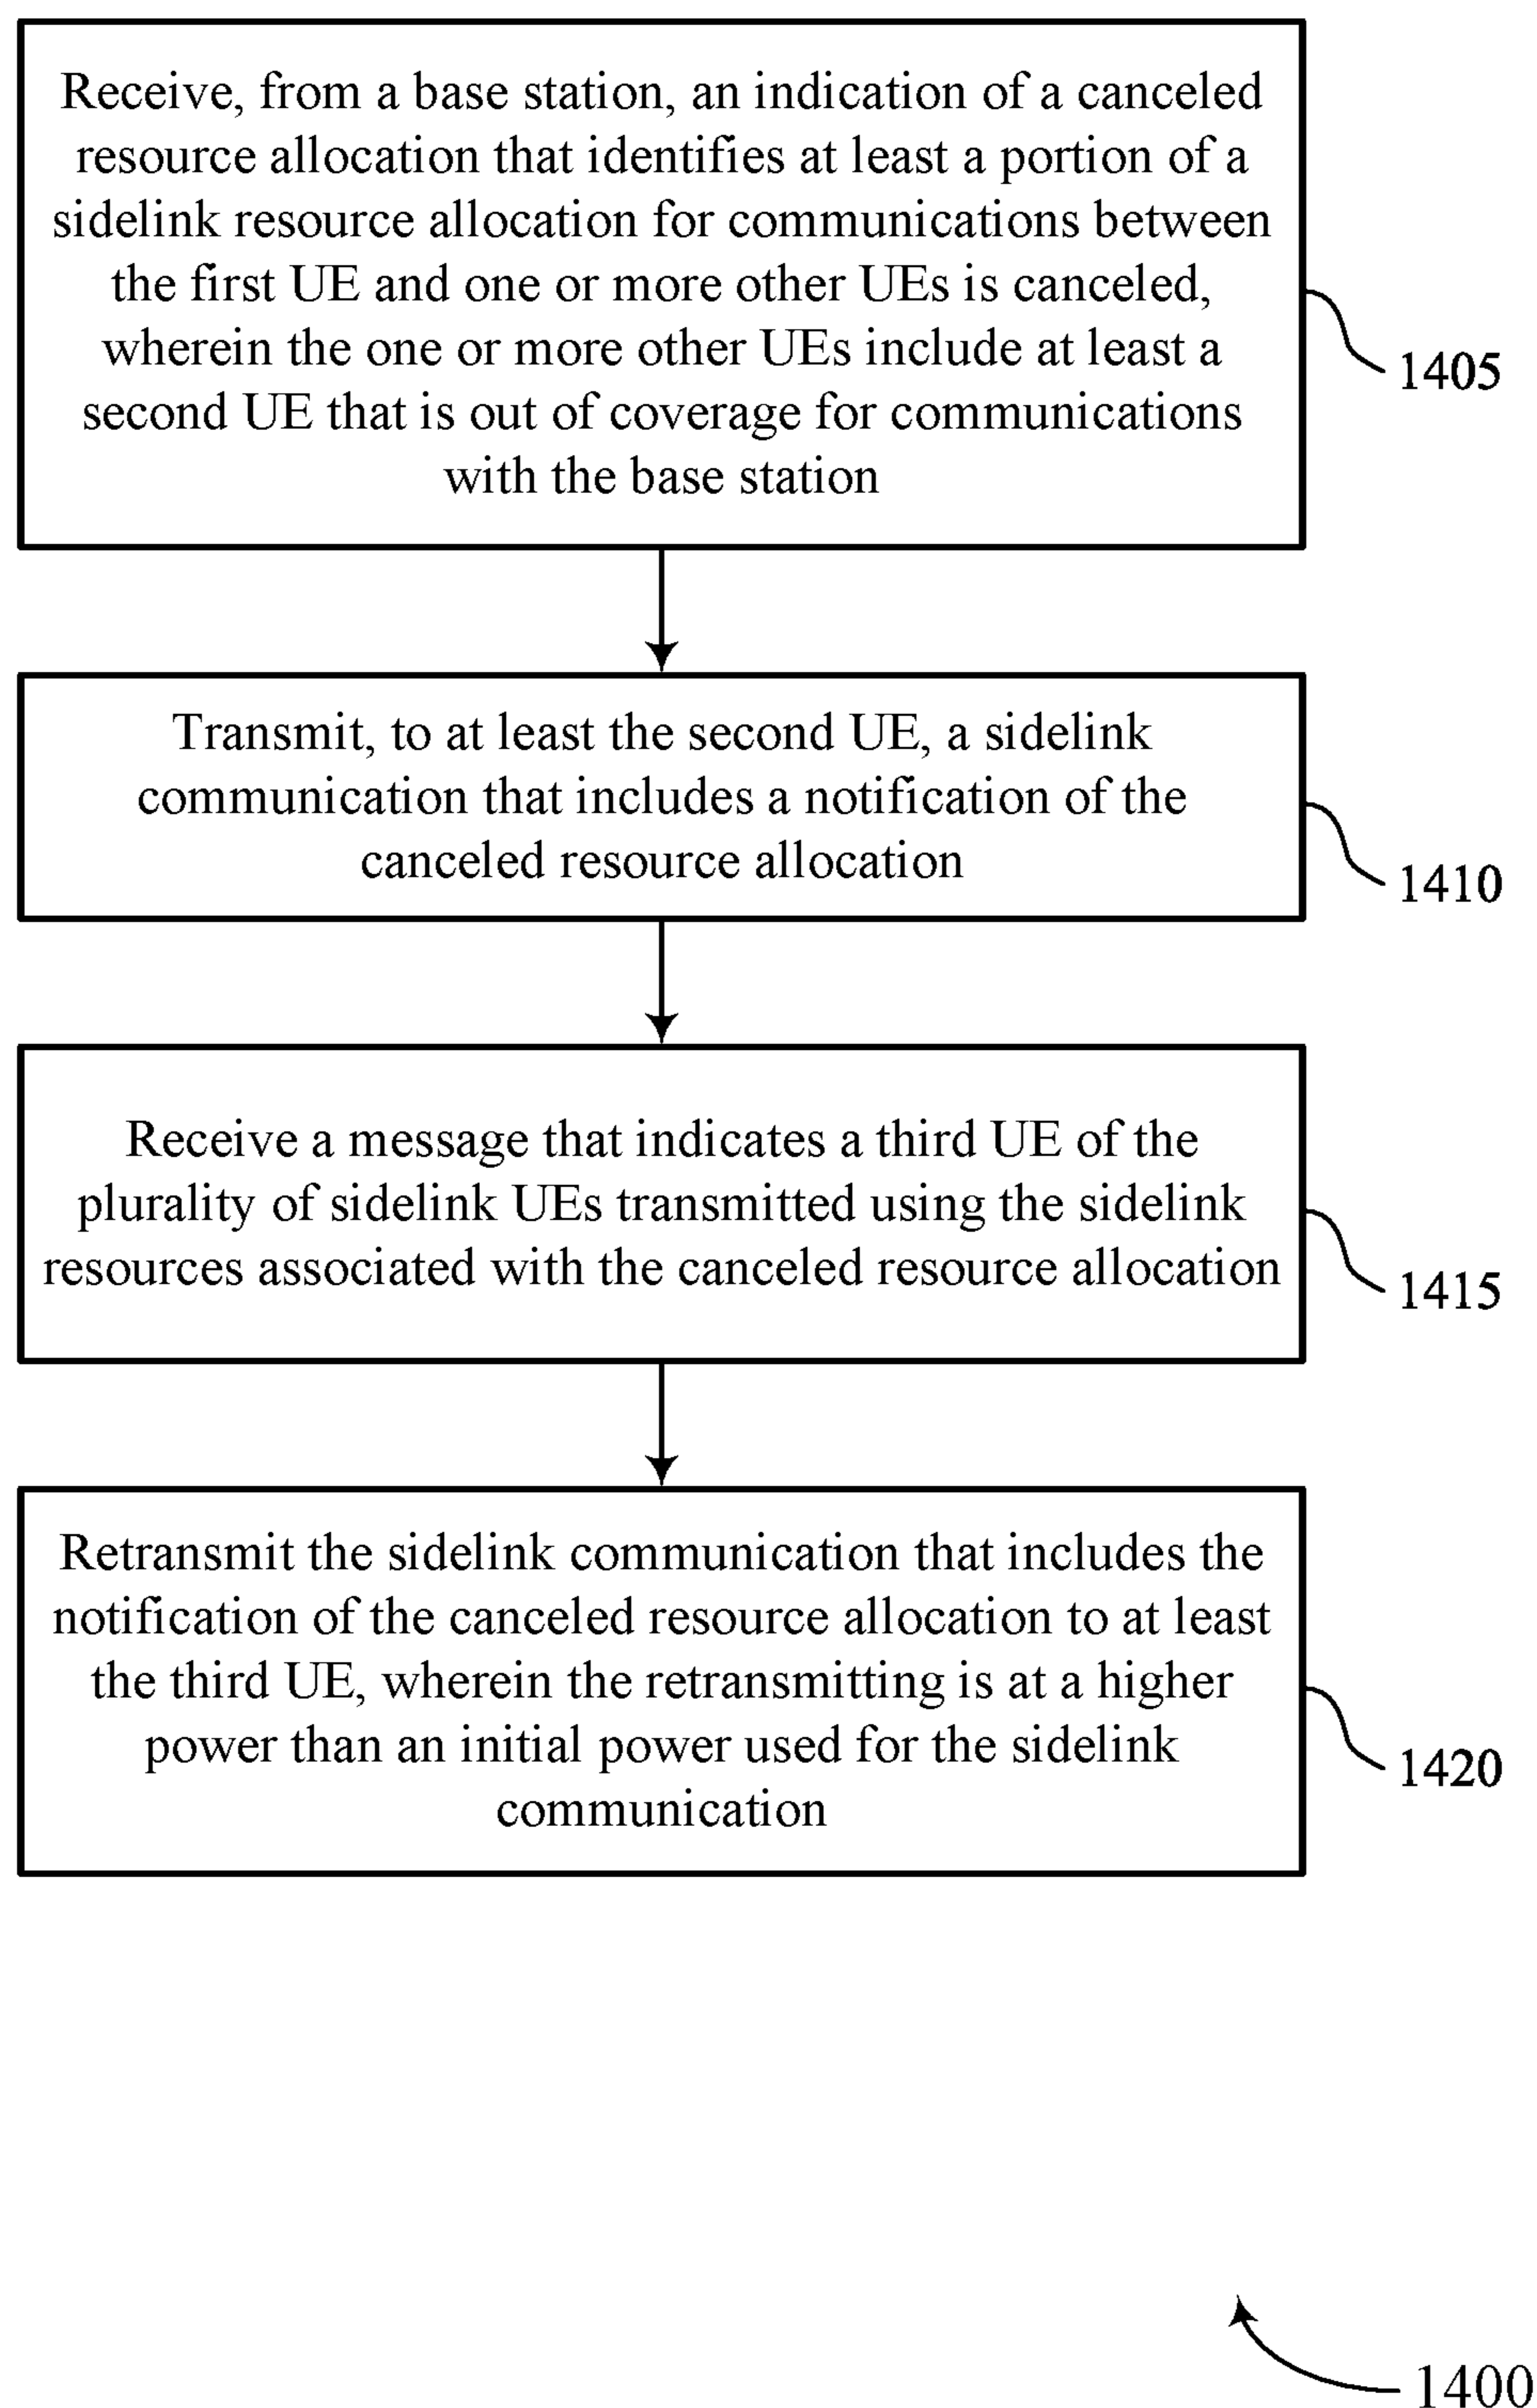 Receive, from a base station, an indication of a canceled
resource allocation that identifies at least a portion of a
sidelink resource allocation for communications between
the first UE and one or more other UEs is canceled,
wherein the one or more other UEs include at least a
second UE that is out of coverage for communications
with the base station
1405
Transmit, to at least the second UE, a sidelink
communication that includes a notification of the
canceled resource allocation
1410
Receive a message that indicates a third UE of the
plurality of sidelink UEs transmitted using the sidelink
resources associated with the canceled resource allocation
1415
Retransmit the sidelink communication that includes the
notification of the canceled resource allocation to at least
the third UE, wherein the retransmitting is at a higher
power than an initial power used for the sidelink
communication
1420
1400